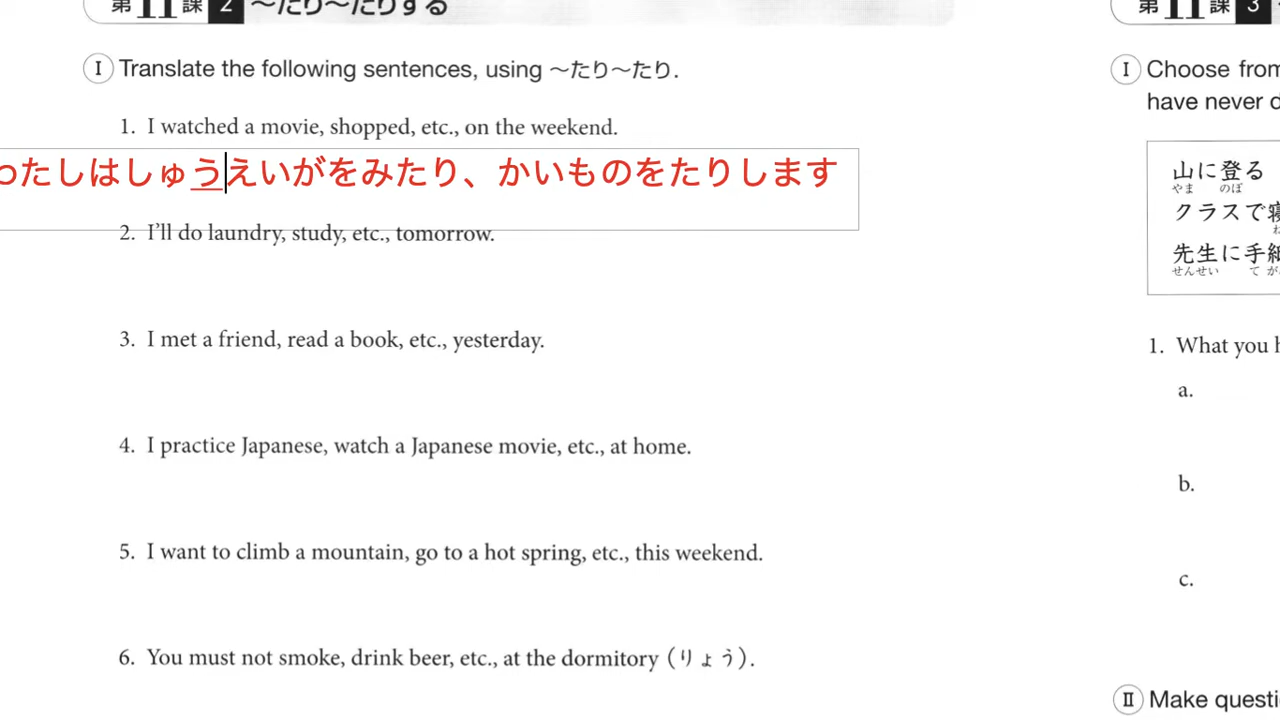 第11課 2 〜たり〜たりする
Ⅰ Translate the following sentences, using 〜たり〜たり.
1. I watched a movie, shopped, etc., on the weekend.
わたしはしゅうえいがをみたり、かいものをたりします
2. I'll do laundry, study, etc., tomorrow.
3. I met a friend, read a book, etc., yesterday.
4. I practice Japanese, watch a Japanese movie, etc., at home.
5. I want to climb a mountain, go to a hot spring, etc., this weekend.
6. You must not smoke, drink beer, etc., at the dormitory (りょう).
第11課 3
Ⅰ Choose from
have never d
山に登る
やま のぼ
クラスで寝
ね
先生に手紙
せんせい てが
1. What you h
a.
b.
c.
Ⅱ Make questi